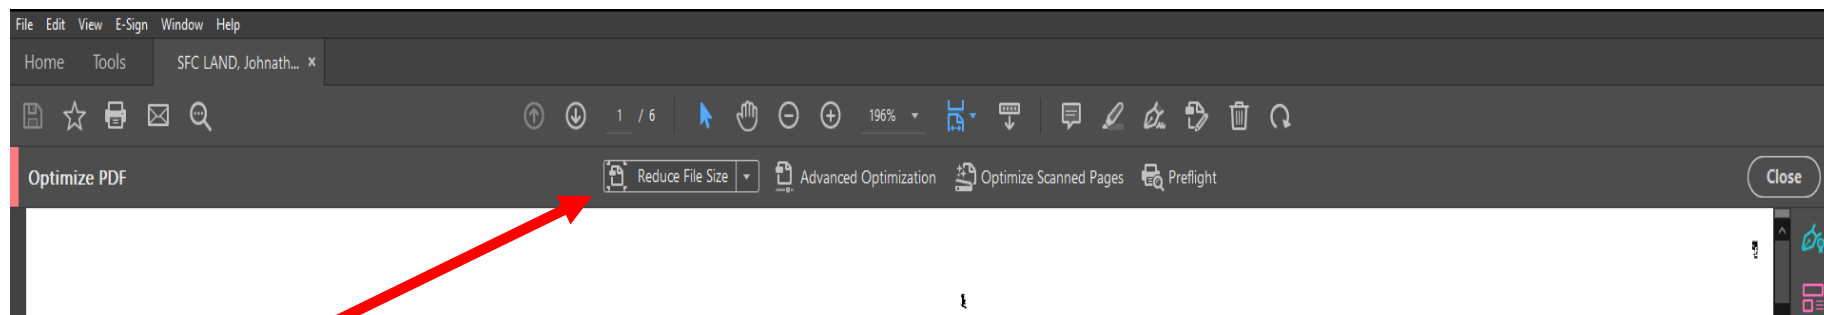 File Edit View E-Sign Window Help
Home Tools SFC LAND, Johnath... ×
1 / 6 196%
Optimize PDF Reduce File Size Advanced Optimization Optimize Scanned Pages Preflight Close